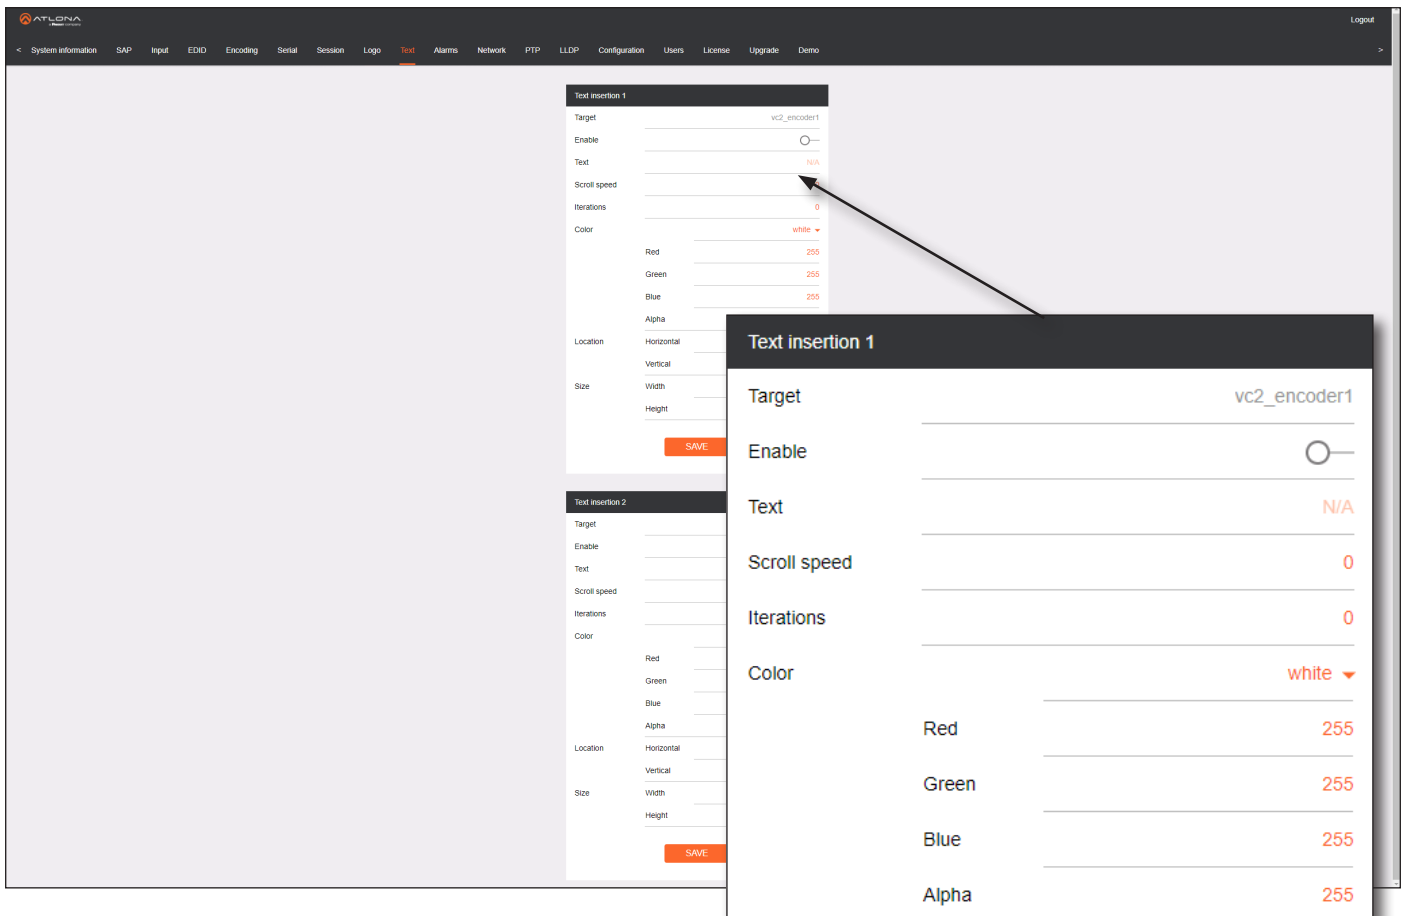 ATLONA
Logout
< System information SAP Input EDID Encoding Serial Session Logo Text Alarms Network PTP LLDP Configuration Users License Upgrade Demo >
Text insertion 1
Target vc2_encoder1
Enable
Text N/A
Scroll speed
Iterations 0
Color white
Red 255
Green 255
Blue 255
Alpha
Location Horizontal
Vertical
Size Width
Height
SAVE
Text insertion 2
Target
Enable
Text
Scroll speed
Iterations
Color
Red
Green
Blue
Alpha
Location Horizontal
Vertical
Size Width
Height
SAVE
Text insertion 1
Target vc2_encoder1
Enable
Text N/A
Scroll speed 0
Iterations 0
Color white
Red 255
Green 255
Blue 255
Alpha 255